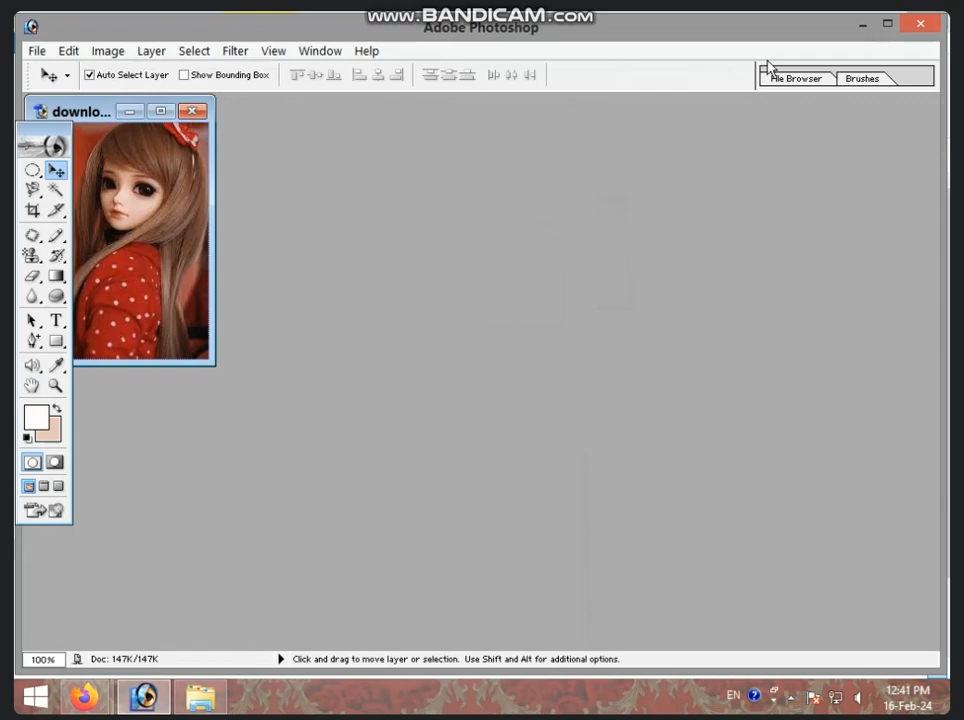 www.BANDICAM.com
Adobe Photoshop
File Edit Image Layer Select Filter View Window Help
Auto Select Layer Show Bounding Box File Browser Brushes
downlo...
T
100% Doc: 147K/147K Click and drag to move layer or selection. Use Shift and Alt for additional options.
EN ? 12:41 PM
16-Feb-24